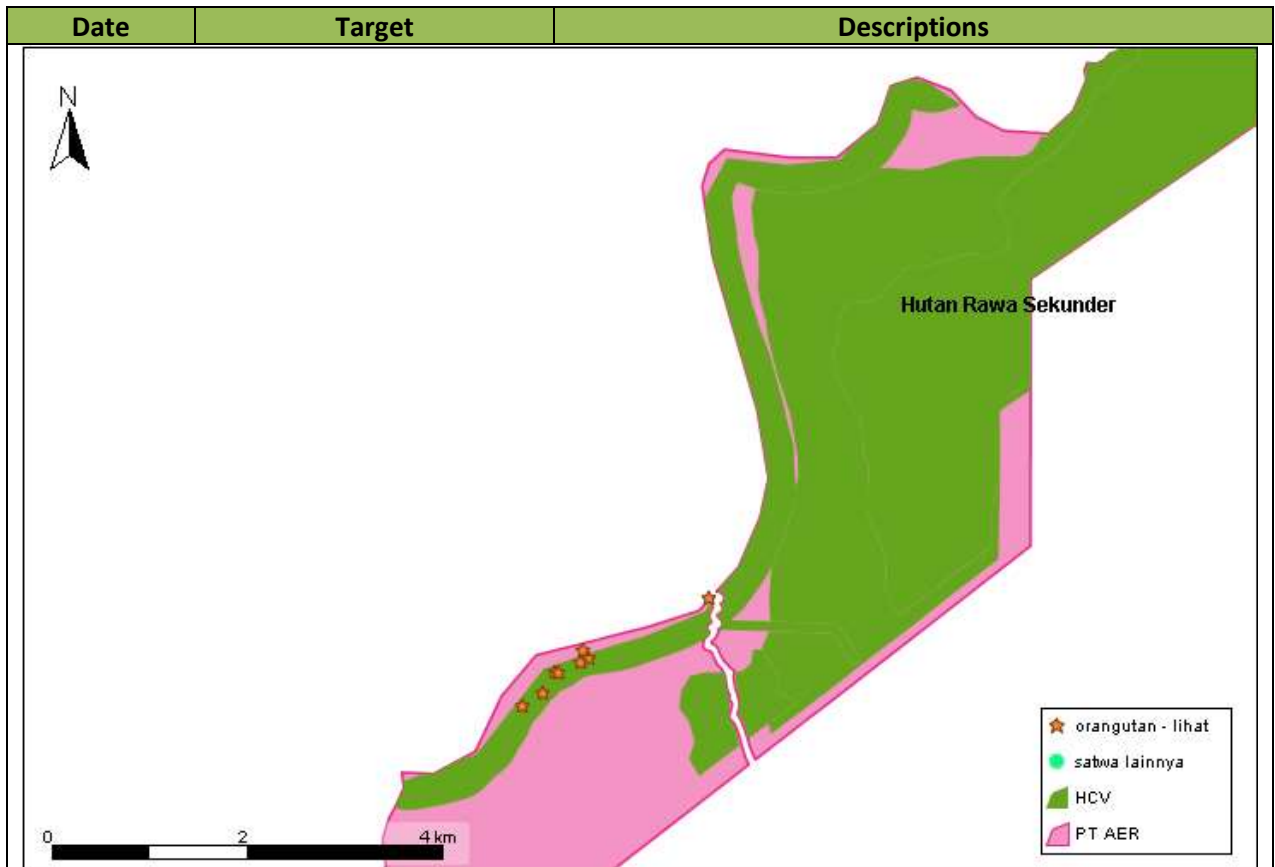 Date Target Descriptions
N
Hutan Rawa Sekunder
orangutan - lihat
satwa lainnya
HCV
PT AER
0 2 4 km